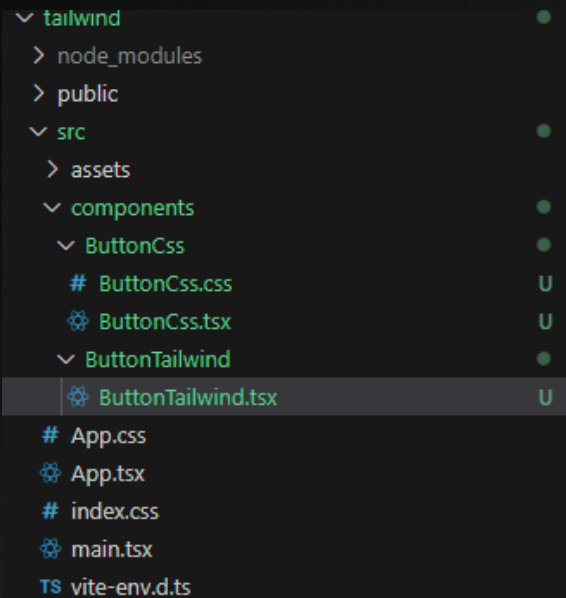 tailwind
node_modules
public
src
assets
components
ButtonCss
# ButtonCss.css U
ButtonCss.tsx U
ButtonTailwind
ButtonTailwind.tsx U
# App.css
App.tsx
# index.css
main.tsx
TS vite-env.d.ts